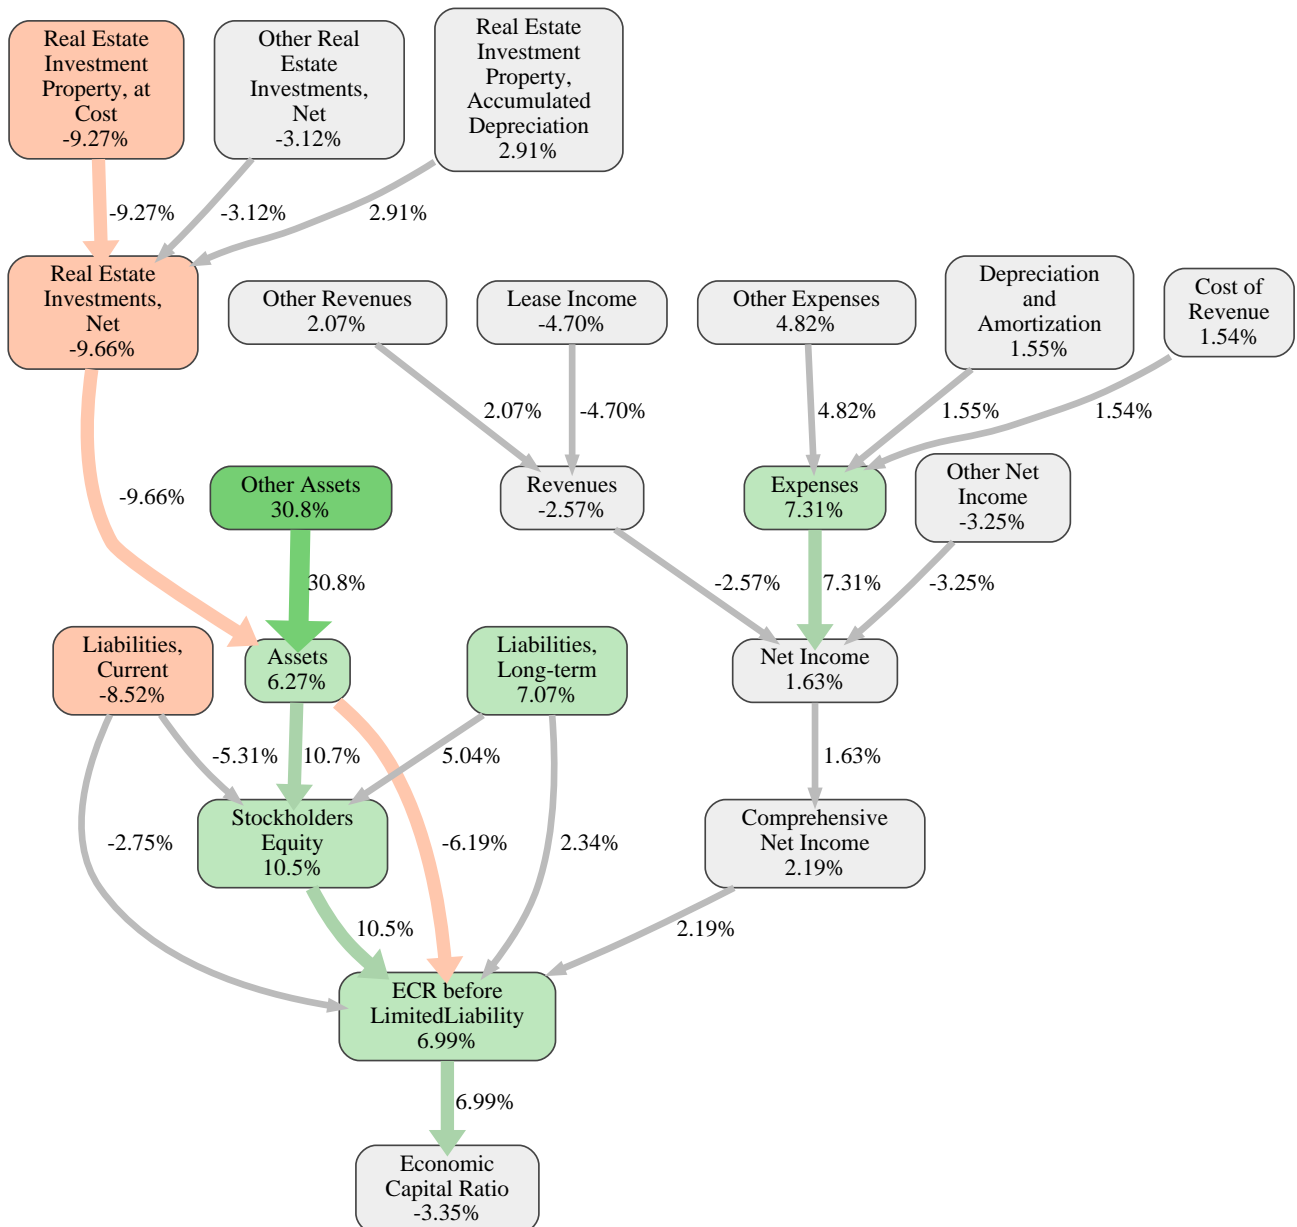 Real Estate
Investment
Property, at
Cost
-9.27%
Other Real
Estate
Investments,
Net
-3.12%
Real Estate
Investment
Property,
Accumulated
Depreciation
2.91%
-9.27%
-3.12%
2.91%
Real Estate
Investments,
Net
-9.66%
Other Revenues
2.07%
Lease Income
-4.70%
Other Expenses
4.82%
Depreciation
and
Amortization
1.55%
Cost of
Revenue
1.54%
2.07%
-4.70%
4.82%
1.55%
1.54%
-9.66%
Other Assets
30.8%
Revenues
-2.57%
Expenses
7.31%
Other Net
Income
-3.25%
30.8%
-2.57%
7.31%
-3.25%
Liabilities,
Current
-8.52%
Assets
6.27%
Liabilities,
Long-term
7.07%
Net Income
1.63%
-5.31%
10.7%
5.04%
1.63%
-2.75%
Stockholders
Equity
10.5%
-6.19%
2.34%
Comprehensive
Net Income
2.19%
10.5%
2.19%
ECR before
LimitedLiability
6.99%
6.99%
Economic
Capital Ratio
-3.35%